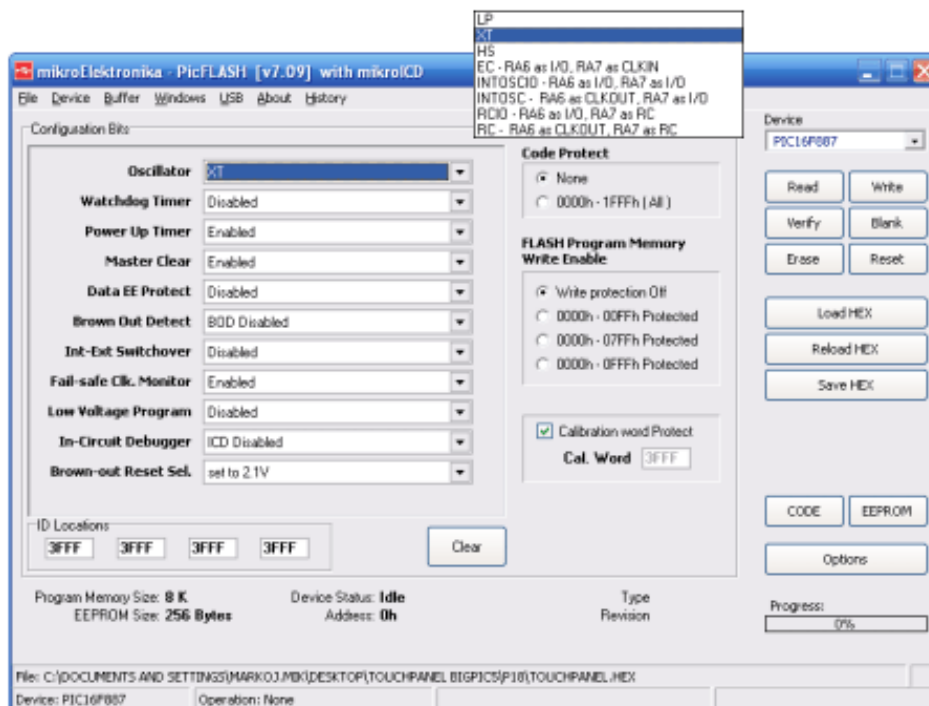 LP
XT
HS
EC - RA6 as I/O, RA7 as CLKIN
INTOSCIO - RA6 as I/O, RA7 as I/O
INTOSC - RA6 as CLKOUT, RA7 as I/O
RCIO - RA6 as I/O, RA7 as RC
RC - RA6 as CLKOUT, RA7 as RC
mikroElektronika - PicFLASH [v7.09] with mikroICD
File Device Buffer Windows USB About History
Configuration Bits
Oscillator XT
Watchdog Timer Disabled
Power Up Timer Enabled
Master Clear Enabled
Data EE Protect Disabled
Brown Out Detect BOD Disabled
Int-Ext Switchover Disabled
Fail-safe Clk. Monitor Enabled
Low Voltage Program Disabled
In-Circuit Debugger ICD Disabled
Brown-out Reset Sel. set to 2.1V
Code Protect
None
0000h - 1FFFh ( All )
FLASH Program Memory
Write Enable
Write protection Off
0000h - 00FFh Protected
0000h - 07FFh Protected
0000h - 0FFFh Protected
Calibration word Protect
Cal. Word 3FFF
ID Locations
3FFF 3FFF 3FFF 3FFF
Clear
Device
PIC16F887
Read Write
Verify Blank
Erase Reset
Load HEX
Reload HEX
Save HEX
CODE EEPROM
Options
Progress:
0%
Program Memory Size: 8 K Device Status: Idle Type
EEPROM Size: 256 Bytes Address: 0h Revision
File: C:\DOCUMENTS AND SETTINGS\MARKOJ.MIK\DESKTOP\TOUCHPANEL BIGPIC5\P18\TOUCHPANEL.HEX
Device: PIC16F887 Operation: None